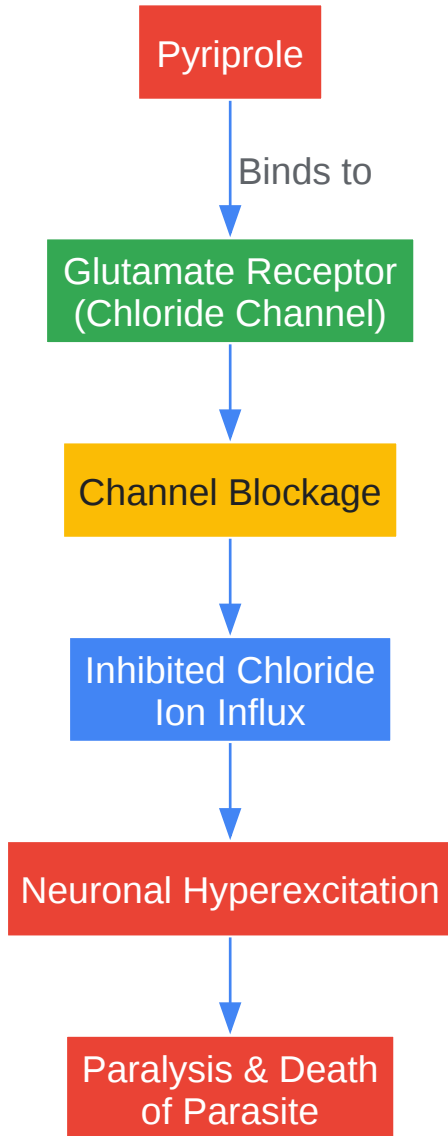 Pyriprole
Binds to
Glutamate Receptor
(Chloride Channel)
Channel Blockage
Inhibited Chloride
Ion Influx
Neuronal Hyperexcitation
Paralysis & Death
of Parasite